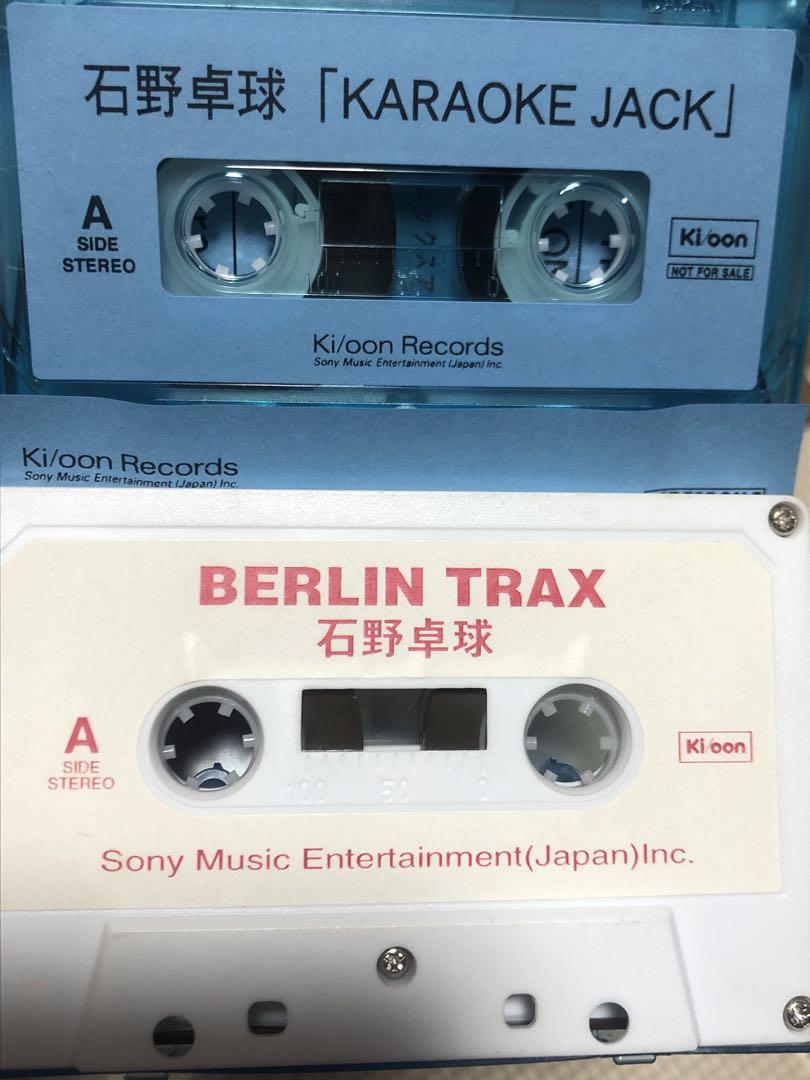 JAPAN
石野卓球「KARAOKE JACK」
A
SIDE
STEREO
Ki/oon
NOT FOR SALE
Ki/oon Records
Sony Music Entertainment (Japan) Inc.
Ki/oon Records
Sony Music Entertainment (Japan) Inc.
BERLIN TRAX
石野卓球
A
SIDE
STEREO
Ki/oon
100 50 0
Sony Music Entertainment(Japan)Inc.